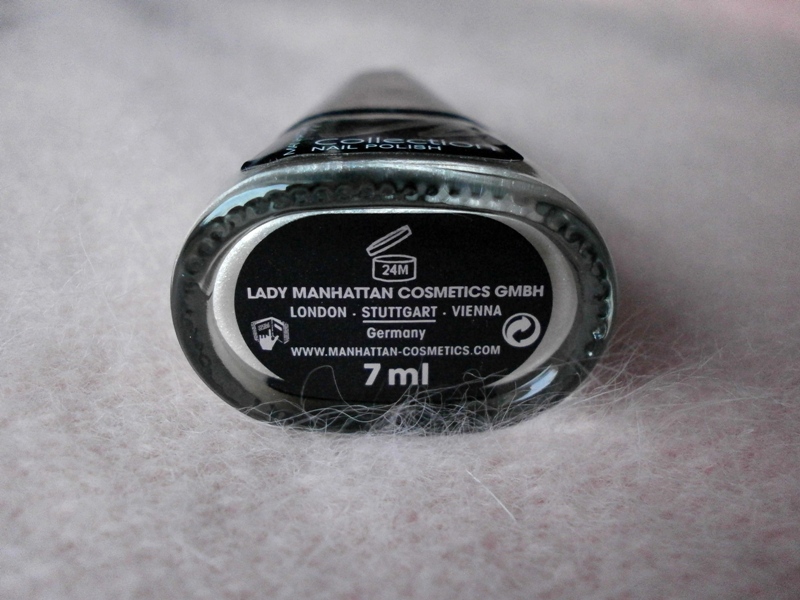 collection
NAIL POLISH
24M
LADY MANHATTAN COSMETICS GMBH
LONDON · STUTTGART · VIENNA
Germany
WWW.MANHATTAN-COSMETICS.COM
7 ml